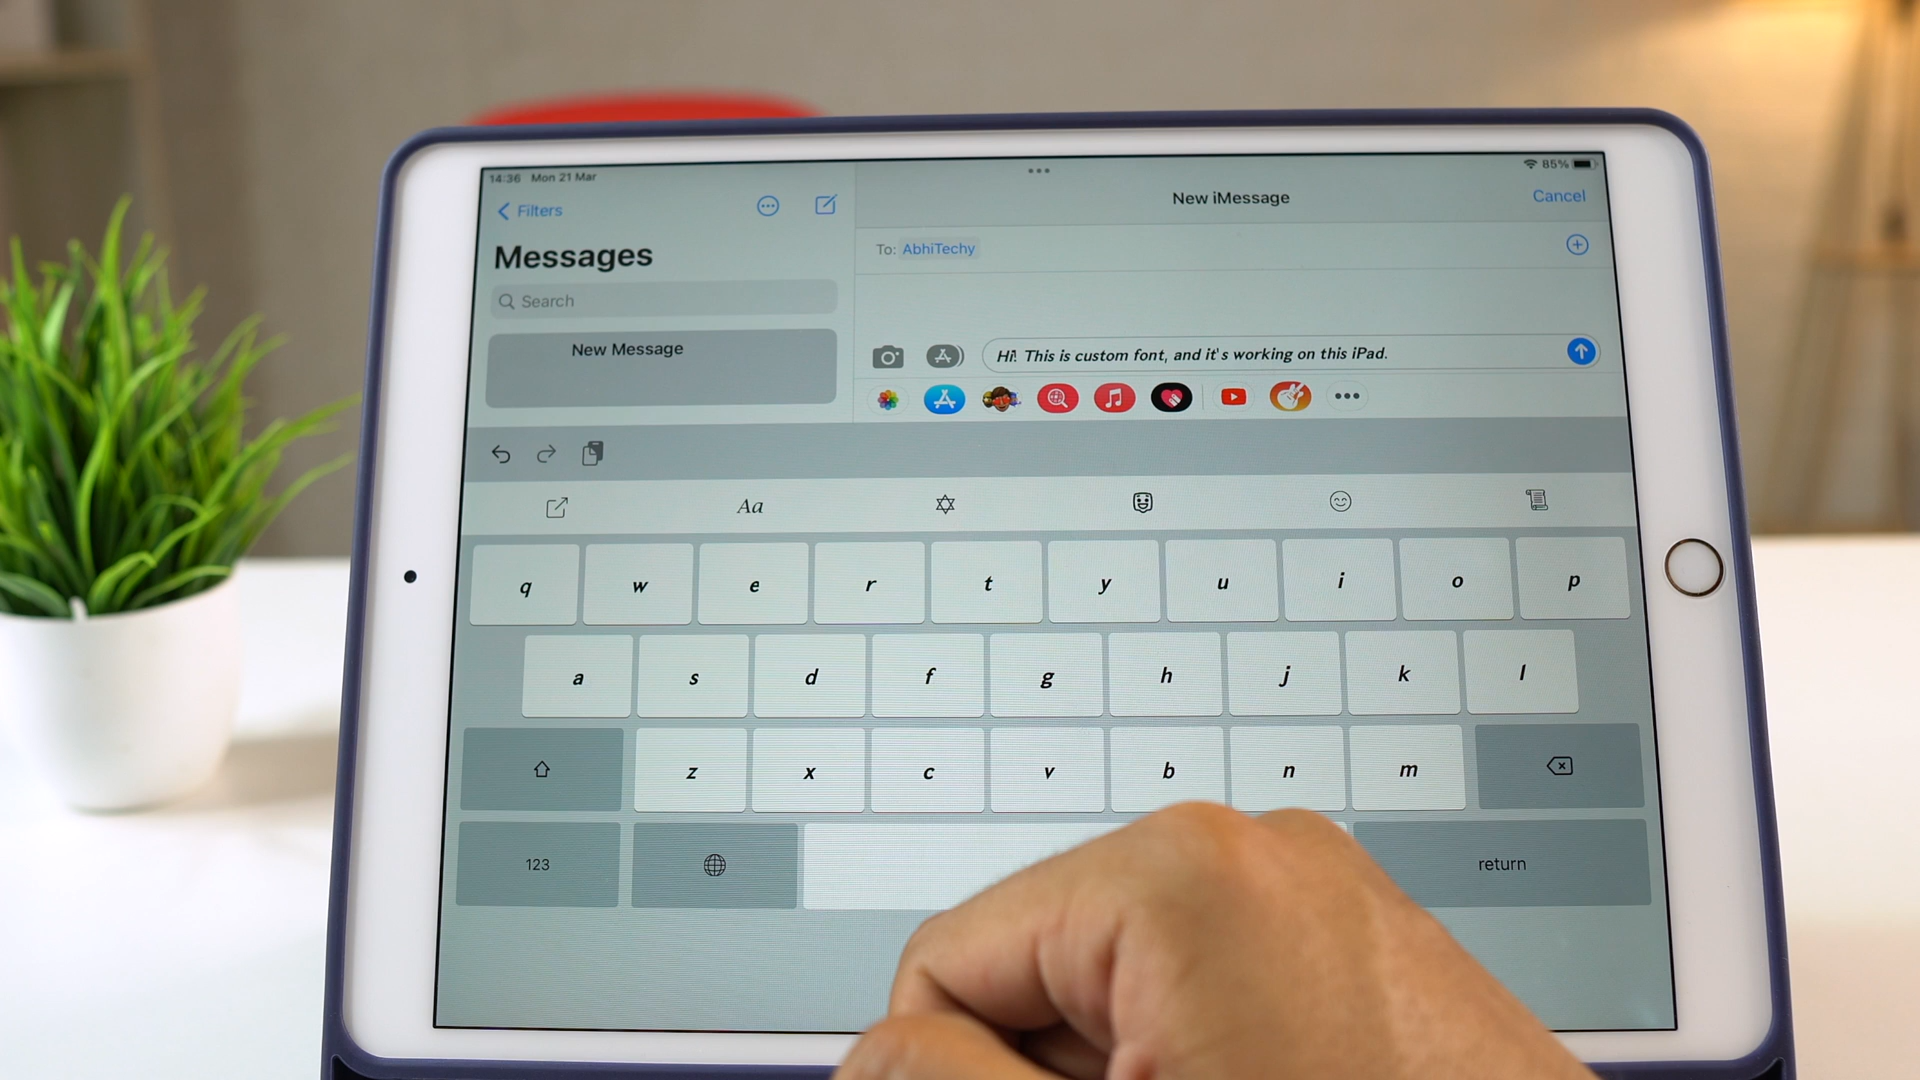 14:36 Mon 21 Mar
85%
Filters
New iMessage
Cancel
Messages
To: AbhiTechy
Search
New Message
Hi! This is custom font, and it's working on this iPad.
Aa
q w e r t y u i o p
a s d f g h j k l
z x c v b n m
123
return